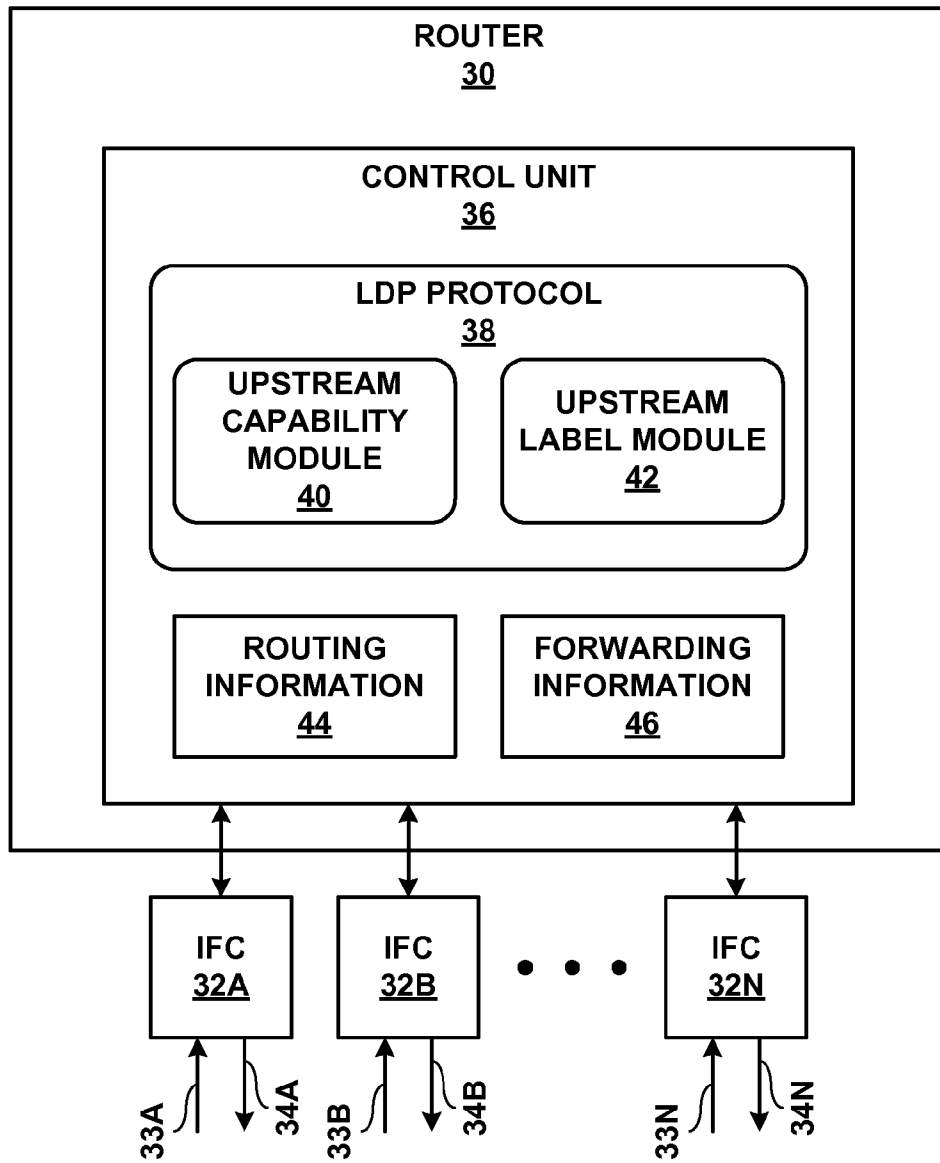 ROUTER
30
CONTROL UNIT
36
LDP PROTOCOL
38
UPSTREAM
CAPABILITY
MODULE
40
UPSTREAM
LABEL MODULE
42
ROUTING
INFORMATION
44
FORWARDING
INFORMATION
46
IFC
32A
IFC
32B
IFC
32N
33A
34A
33B
34B
33N
34N